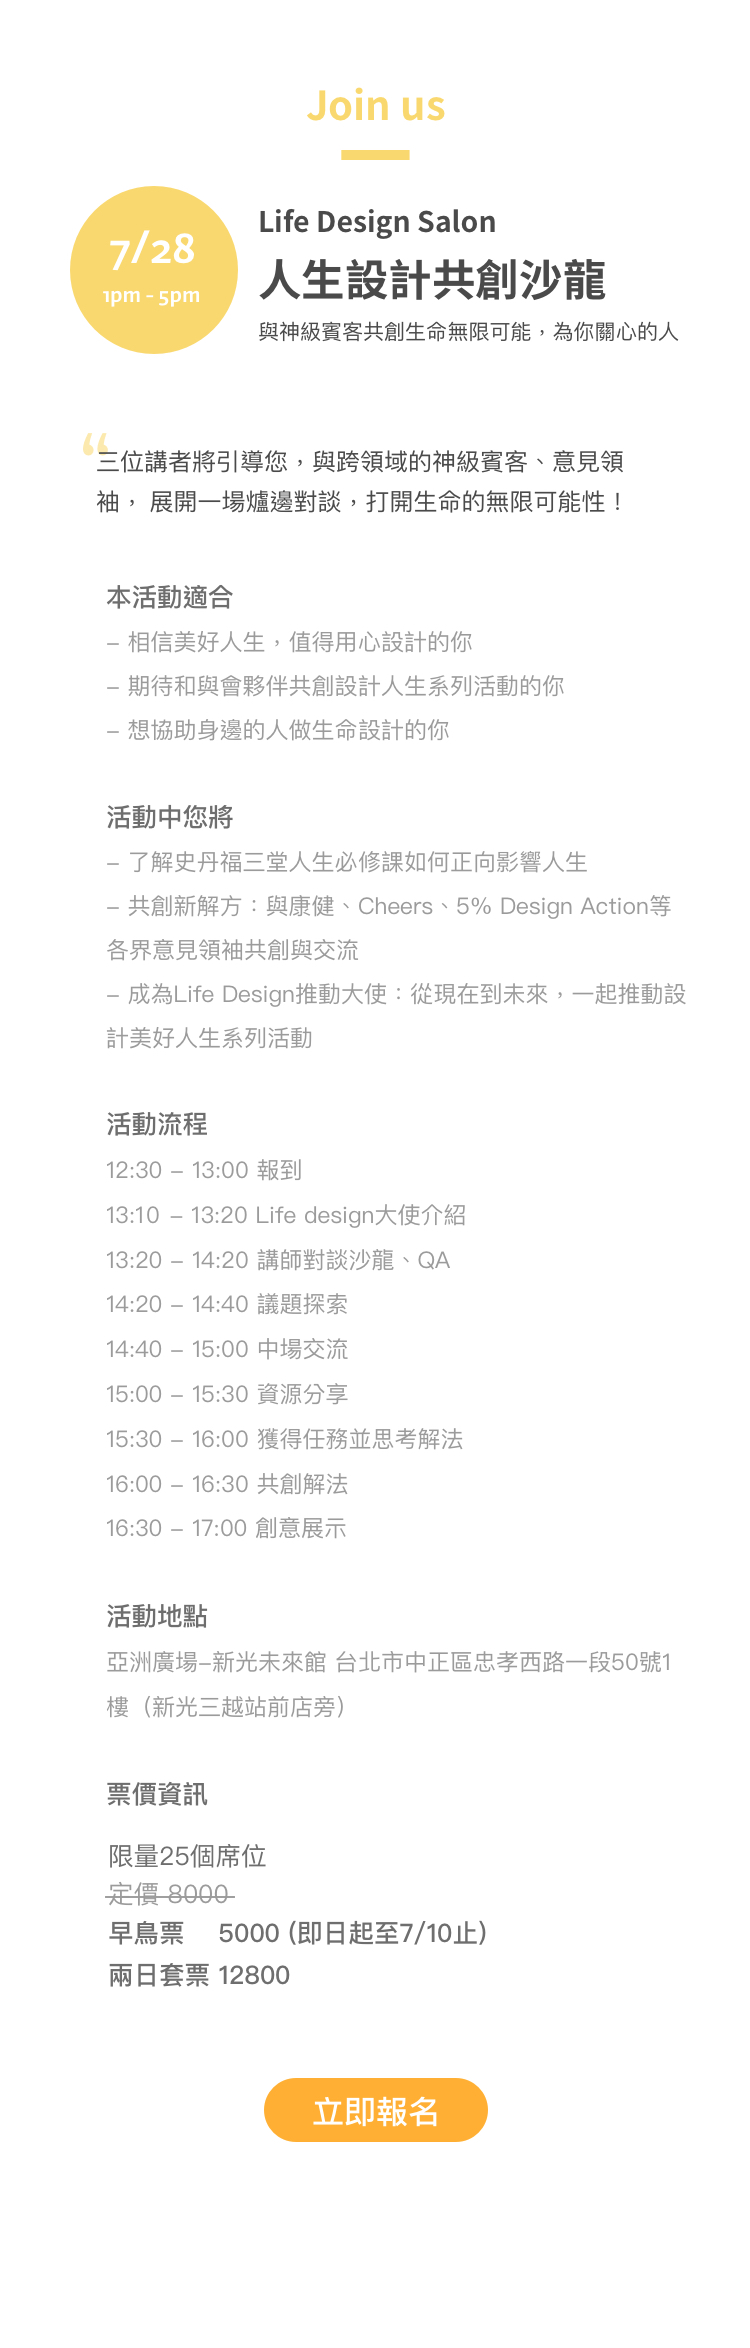 Join us
7/28
1pm - 5pm
Life Design Salon
人生設計共創沙龍
與神級賓客共創生命無限可能，為你關心的人
“
三位講者將引導您，與跨領域的神級賓客、意見領
袖， 展開一場爐邊對談，打開生命的無限可能性！
本活動適合
– 相信美好人生，值得用心設計的你
– 期待和與會夥伴共創設計人生系列活動的你
– 想協助身邊的人做生命設計的你
活動中您將
– 了解史丹福三堂人生必修課如何正向影響人生
– 共創新解方：與康健、Cheers、5% Design Action等
各界意見領袖共創與交流
– 成為Life Design推動大使：從現在到未來，一起推動設
計美好人生系列活動
活動流程
12:30 – 13:00 報到
13:10 – 13:20 Life design大使介紹
13:20 – 14:20 講師對談沙龍、QA
14:20 – 14:40 議題探索
14:40 – 15:00 中場交流
15:00 – 15:30 資源分享
15:30 – 16:00 獲得任務並思考解法
16:00 – 16:30 共創解法
16:30 – 17:00 創意展示
活動地點
亞洲廣場–新光未來館 台北市中正區忠孝西路一段50號1
樓（新光三越站前店旁）
票價資訊
限量25個席位
定價 8000
早鳥票 5000 (即日起至7/10止)
兩日套票 12800
立即報名